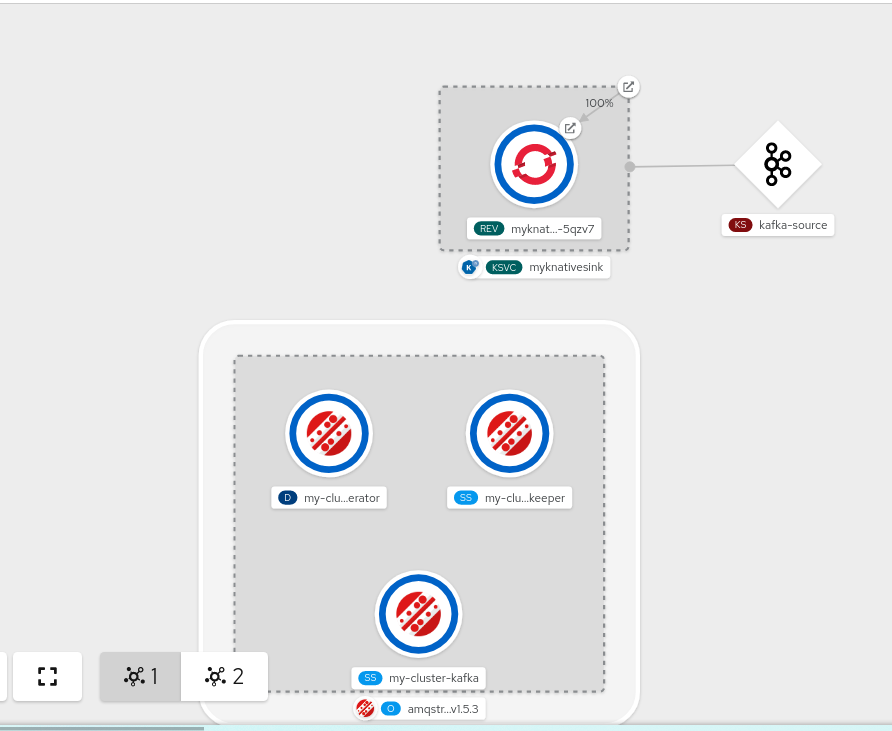 100%
REV myknat...-5qzv7
KS kafka-source
K KSVC myknativesink
D my-clu...erator
SS my-clu...keeper
SS my-cluster-kafka
O amqstr...v1.5.3
1
2